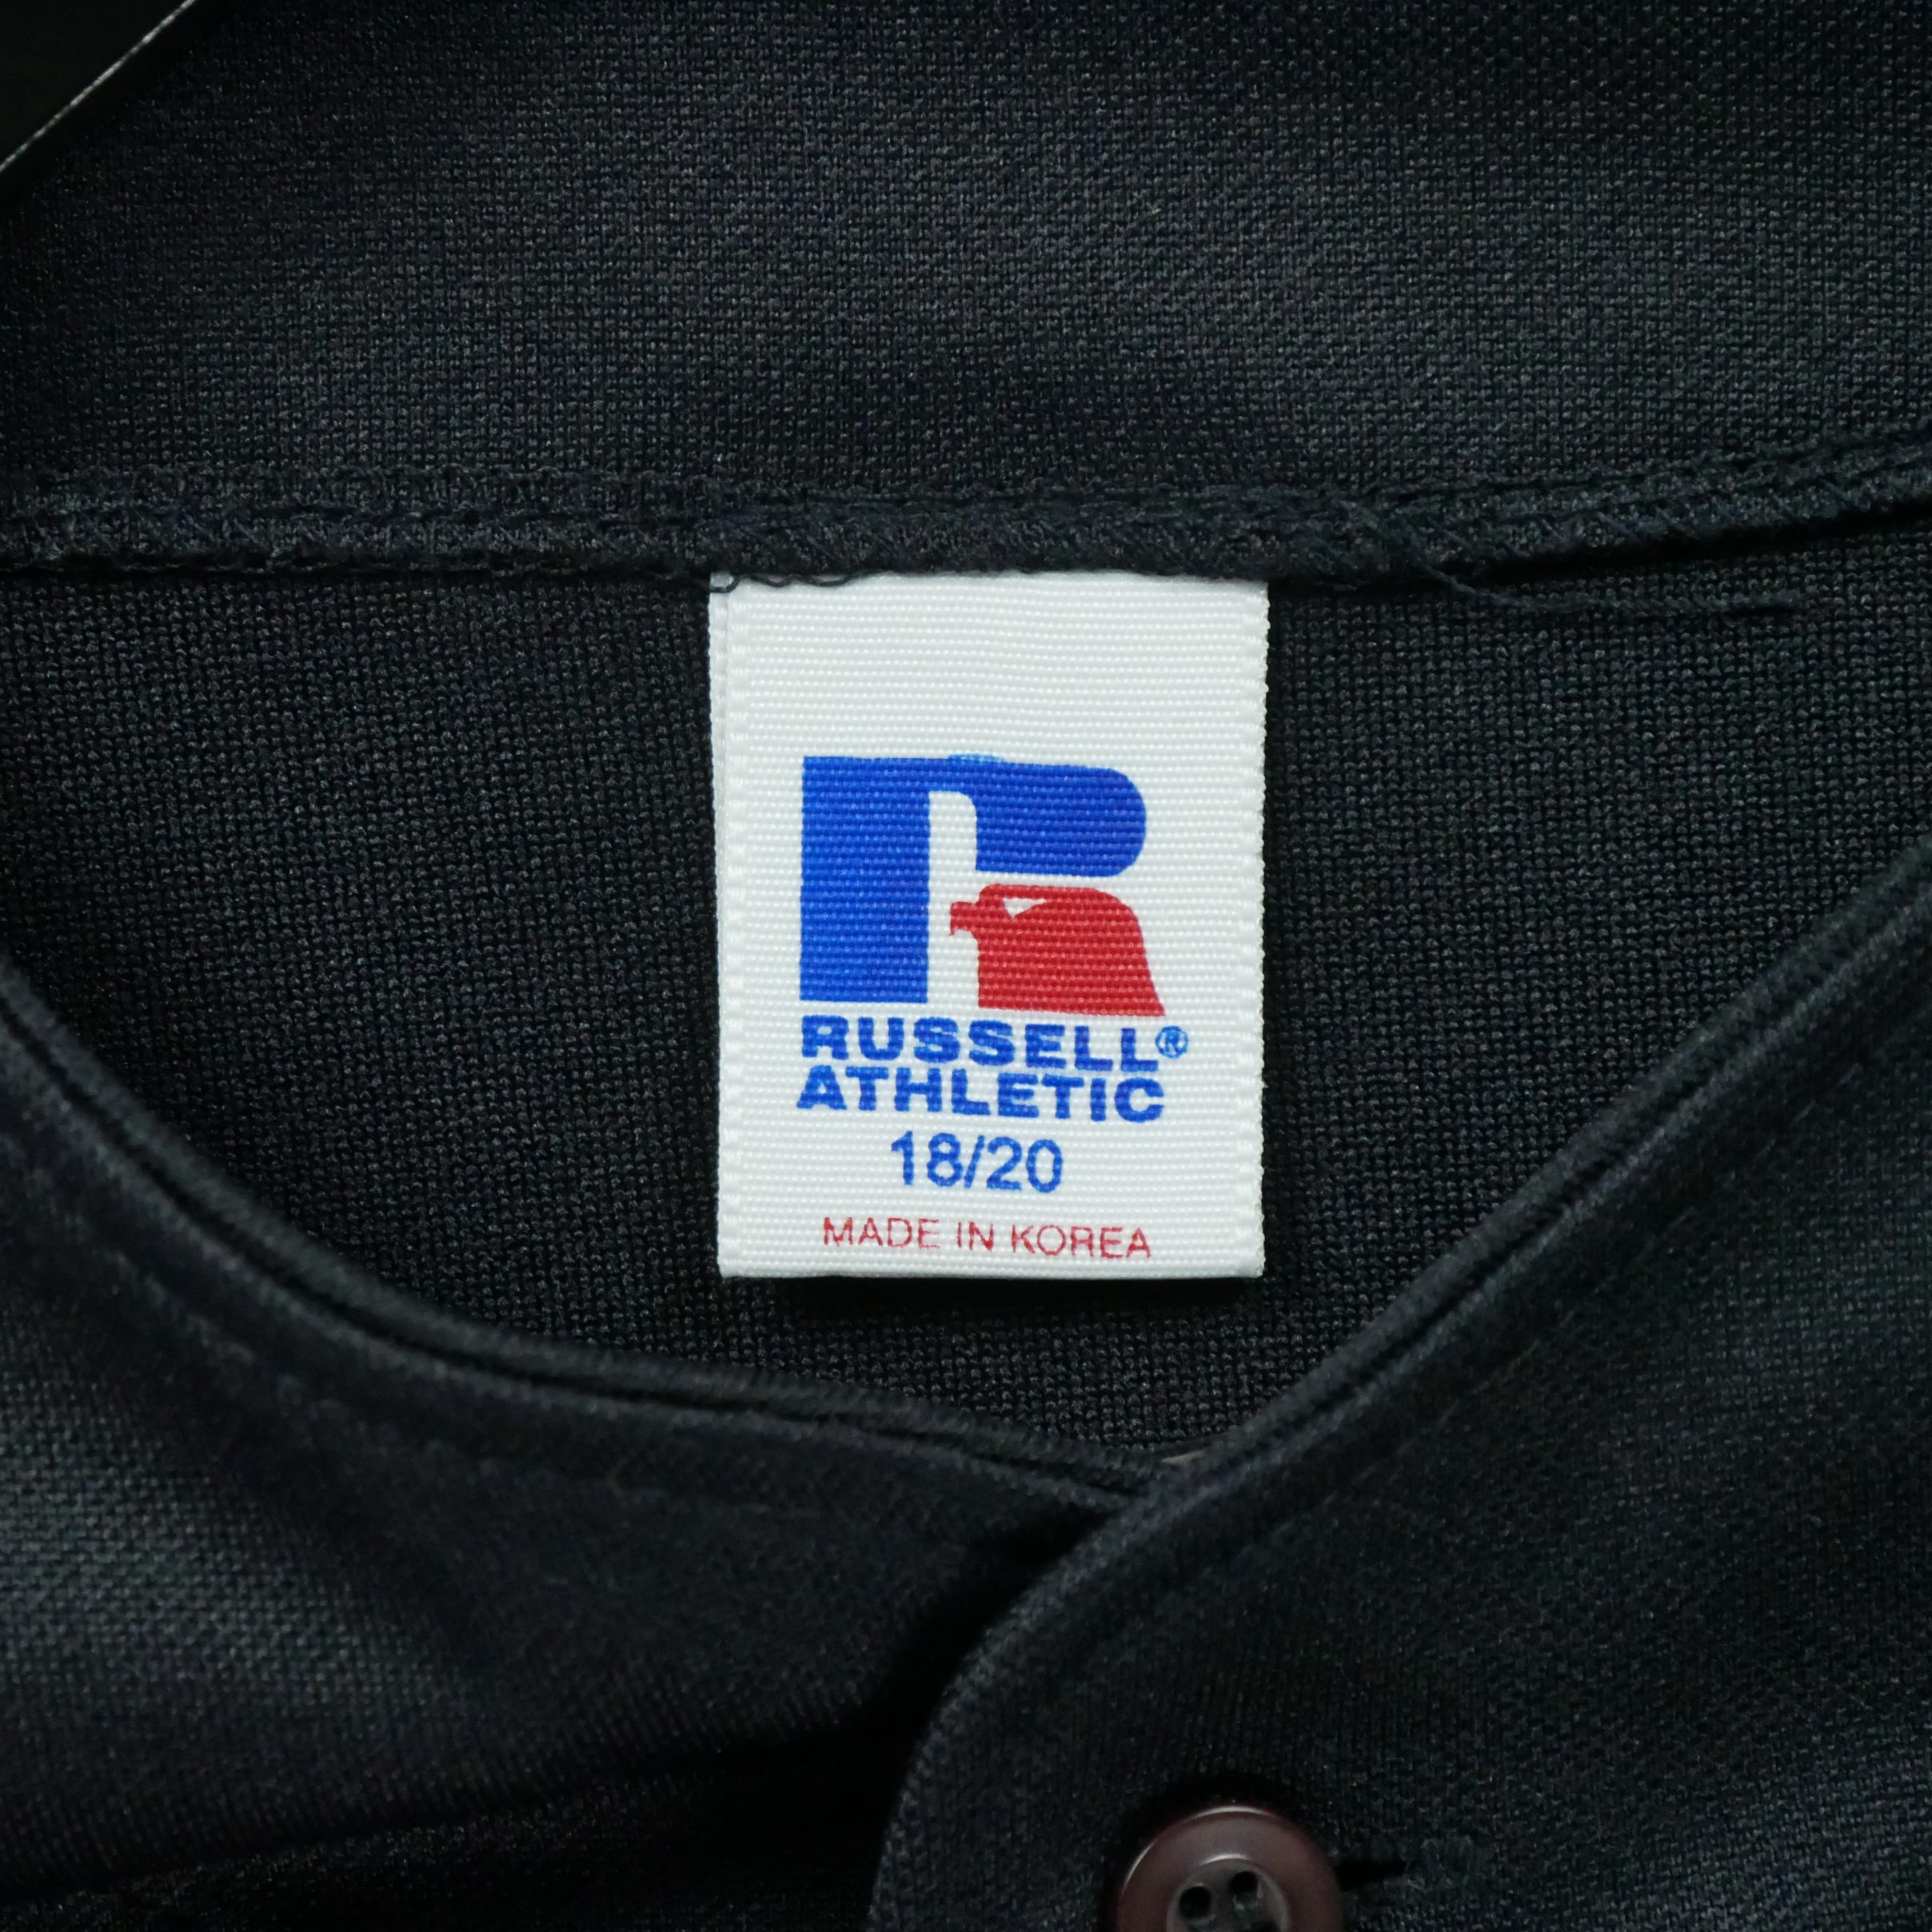 RUSSELL®
ATHLETIC
18/20
MADE IN KOREA